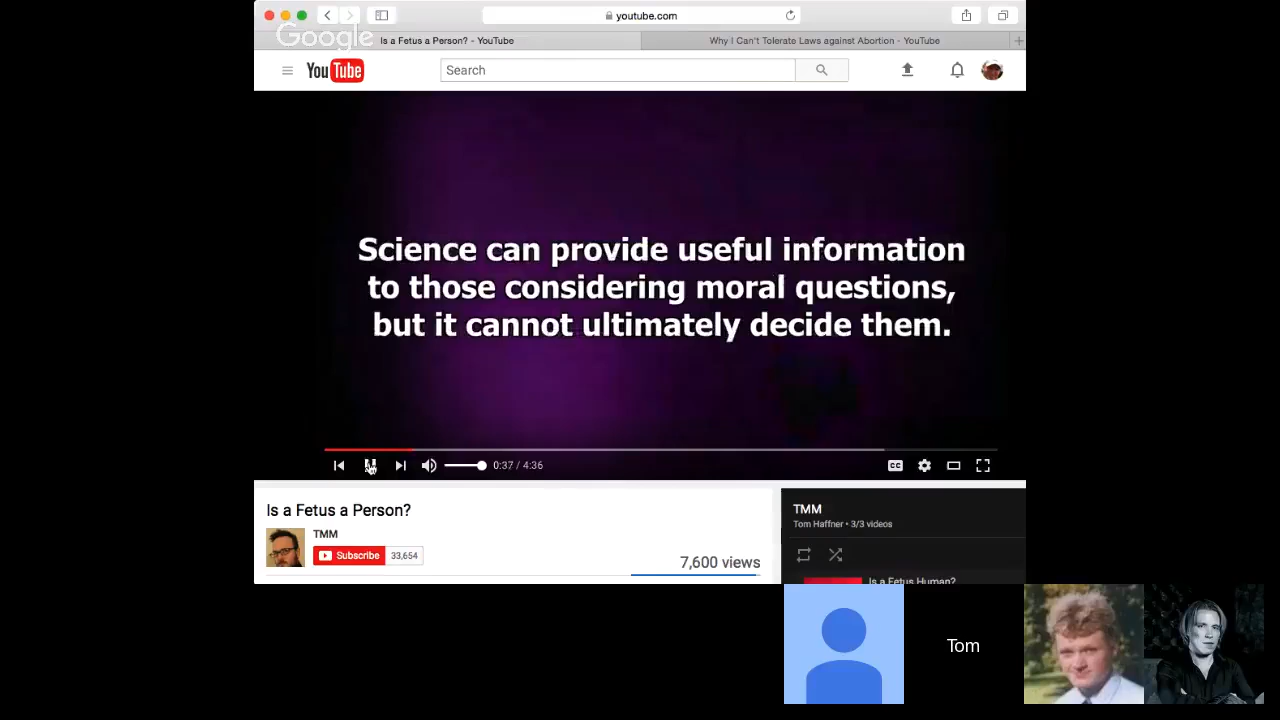 youtube.com
Google
Is a Fetus a Person? - YouTube
Why I Can't Tolerate Laws against Abortion - YouTube
YouTube
Search
Science can provide useful information
to those considering moral questions,
but it cannot ultimately decide them.
0:37 / 4:36
CC
Is a Fetus a Person?
TMM
Subscribe 33,654
7,600 views
TMM
Tom Haffner • 3/3 videos
Is a Fetus Human?
Tom